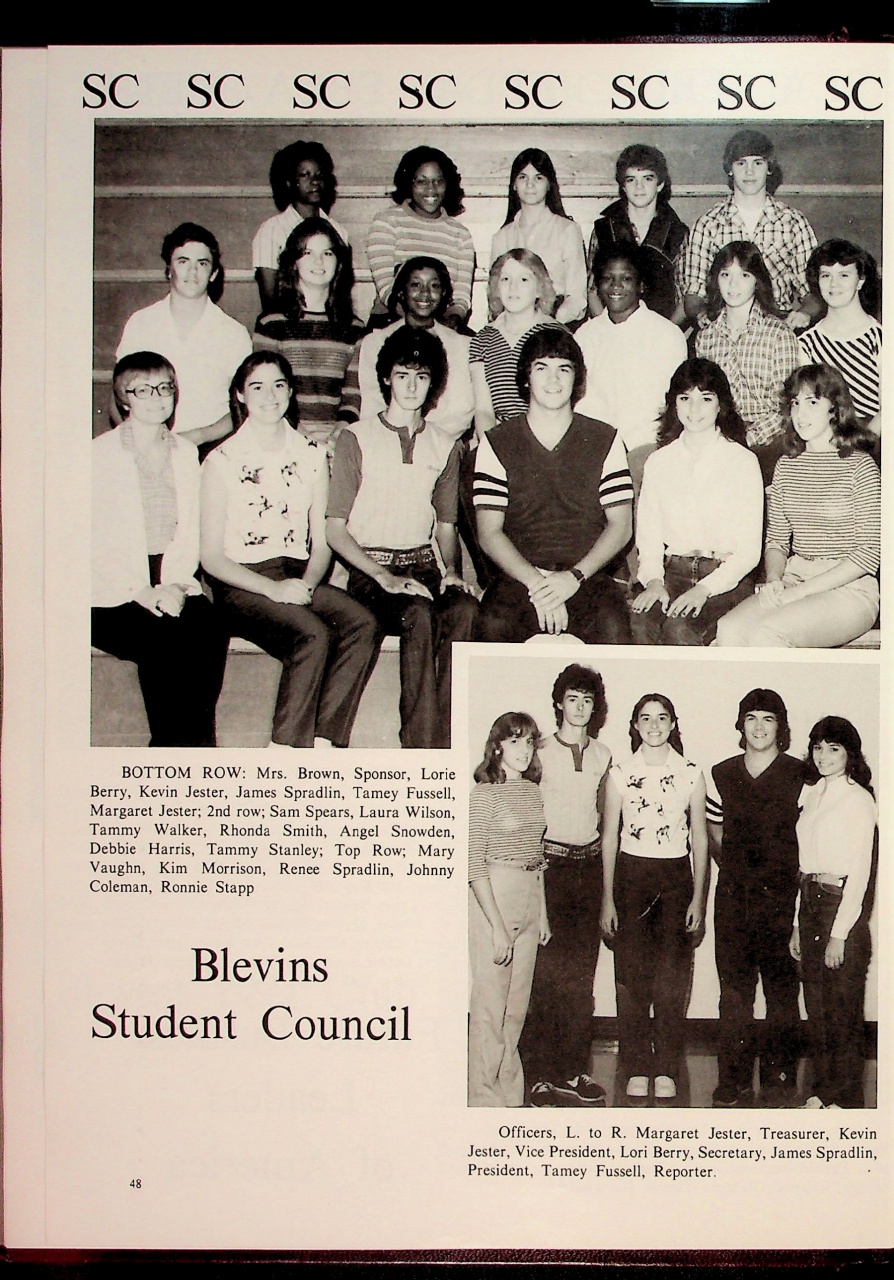 SC SC SC SC SC SC SC SC
BOTTOM ROW: Mrs. Brown, Sponsor, Lorie
Berry, Kevin Jester, James Spradlin, Tamey Fussell,
Margaret Jester; 2nd row; Sam Spears, Laura Wilson,
Tammy Walker, Rhonda Smith, Angel Snowden,
Debbie Harris, Tammy Stanley; Top Row; Mary
Vaughn, Kim Morrison, Renee Spradlin, Johnny
Coleman, Ronnie Stapp
Blevins
Student Council
Officers, L. to R. Margaret Jester, Treasurer, Kevin
Jester, Vice President, Lori Berry, Secretary, James Spradlin,
President, Tamey Fussell, Reporter.
48